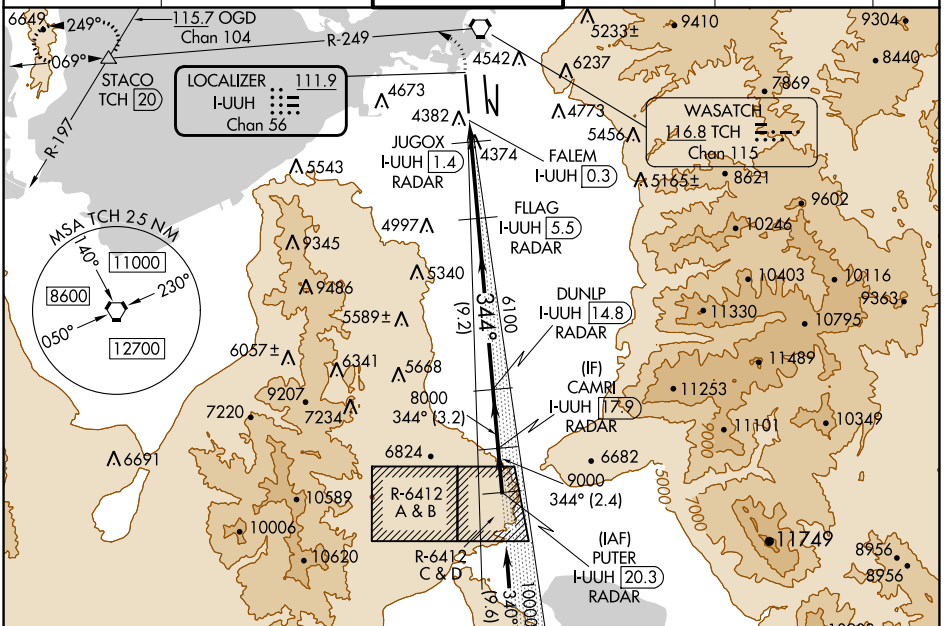 6649
249°
069°
115.7 OGD
Chan 104
R-249
STACO
TCH 20
R-197
LOCALIZER 111.9
I-UUH
Chan 56
4542
5233±
6237
9410
9304
8440
7869
4673
4382
4773
5456
WASATCH
116.8 TCH
Chan 115
JUGOX
I-UUH 1.4
RADAR
4374
FALEM
I-UUH 0.3
5165±
8621
5543
9602
FLLAG
I-UUH 5.5
RADAR
4997
10246
MSA TCH 25 NM
140°
11000
8600
230°
050°
12700
9345
9486
5340
10403
10116
9363
DUNLP
I-UUH 14.8
RADAR
11330
10795
5589±
(9.2)
344°
6100
6057±
6341
5668
11489
(IF)
CAMRI
I-UUH 17.9
RADAR
11253
9207
7220
7234
8000
344° (3.2)
11101
9000
10349
6824
6682
6691
9000
344° (2.4)
5000
7000
R-6412
A & B
10589
10006
10620
R-6412
C & D
(IAF)
PUTER
I-UUH 20.3
RADAR
11749
8956
8956
(9.6)
340°
10000